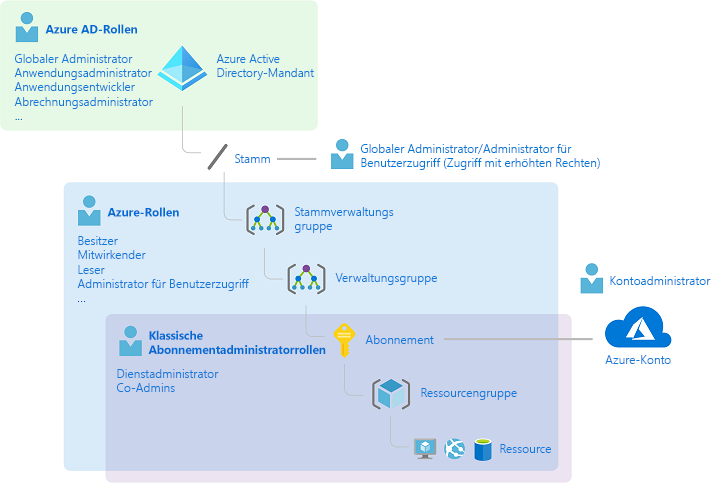 Azure AD-Rollen
Globaler Administrator
Anwendungsadministrator
Anwendungsentwickler
Abrechnungsadministrator
...
Azure Active
Directory-Mandant
Stamm
Globaler Administrator/Administrator für
Benutzerzugriff (Zugriff mit erhöhten Rechten)
Azure-Rollen
Besitzer
Mitwirkender
Leser
Administrator für Benutzerzugriff
...
Stammverwaltungs
gruppe
Verwaltungsgruppe
Kontoadministrator
Klassische
Abonnementadministratorrollen
Dienstadministrator
Co-Admins
Abonnement
Azure-Konto
Ressourcengruppe
Ressource